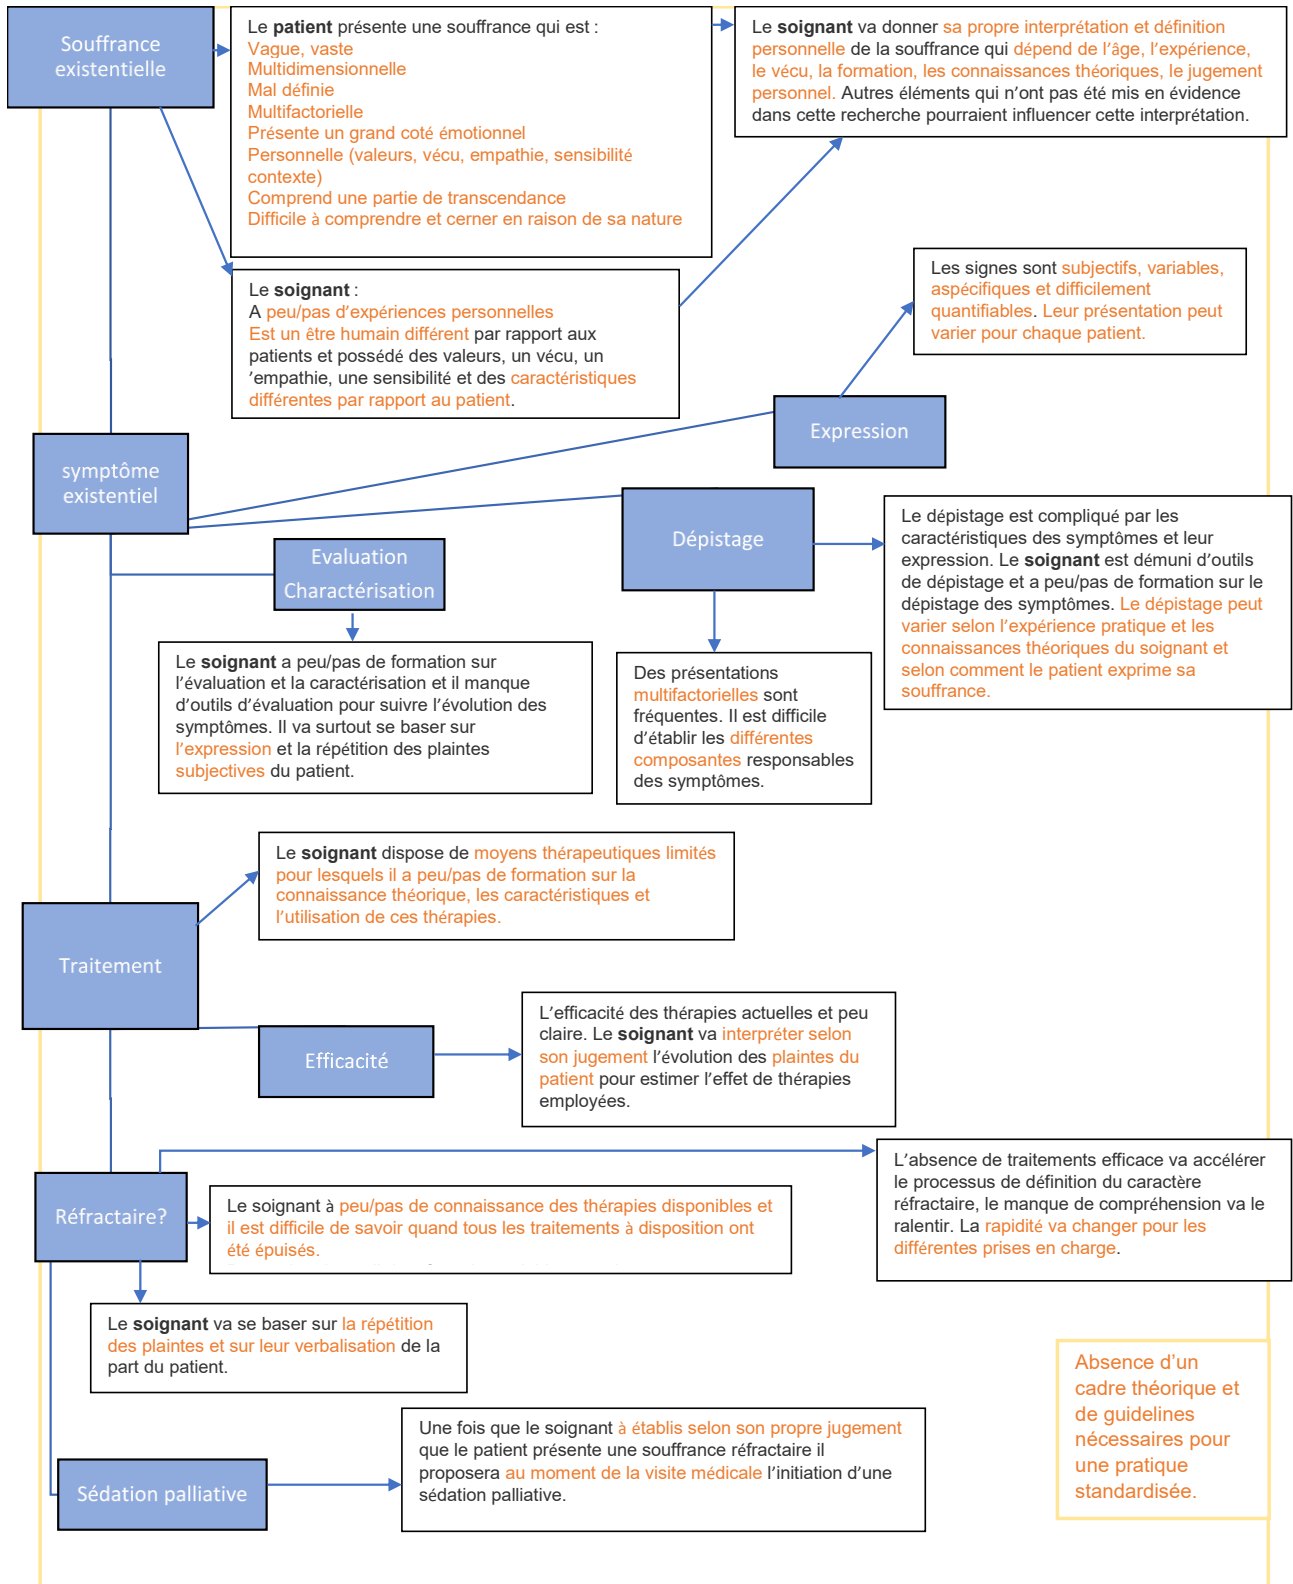 Souffrance
existentielle
Le patient présente une souffrance qui est :
Vague, vaste
Multidimensionnelle
Mal définie
Multifactorielle
Présente un grand coté émotionnel
Personnelle (valeurs, vécu, empathie, sensibilité
contexte)
Comprend une partie de transcendance
Difficile à comprendre et cerner en raison de sa nature
Le soignant va donner sa propre interprétation et définition
personnelle de la souffrance qui dépend de l'âge, l'expérience,
le vécu, la formation, les connaissances théoriques, le jugement
personnel. Autres éléments qui n'ont pas été mis en évidence
dans cette recherche pourraient influencer cette interprétation.
Le soignant :
A peu/pas d'expériences personnelles
Est un être humain différent par rapport aux
patients et possédé des valeurs, un vécu, un
'empathie, une sensibilité et des caractéristiques
différentes par rapport au patient.
Les signes sont subjectifs, variables,
aspécifiques et difficilement
quantifiables. Leur présentation peut
varier pour chaque patient.
Expression
symptôme
existentiel
Dépistage
Le dépistage est compliqué par les
caractéristiques des symptômes et leur
expression. Le soignant est démuni d'outils
de dépistage et a peu/pas de formation sur le
dépistage des symptômes. Le dépistage peut
varier selon l'expérience pratique et les
connaissances théoriques du soignant et
selon comment le patient exprime sa
souffrance.
Evaluation
Charactérisation
Le soignant a peu/pas de formation sur
l'évaluation et la caractérisation et il manque
d'outils d'évaluation pour suivre l'évolution des
symptômes. Il va surtout se baser sur
l'expression et la répétition des plaintes
subjectives du patient.
Des présentations
multifactorielles sont
fréquentes. Il est difficile
d'établir les différentes
composantes responsables
des symptômes.
Le soignant dispose de moyens thérapeutiques limités
pour lesquels il a peu/pas de formation sur la
connaissance théorique, les caractéristiques et
l'utilisation de ces thérapies.
Traitement
Efficacité
L'efficacité des thérapies actuelles et peu
claire. Le soignant va interpréter selon
son jugement l'évolution des plaintes du
patient pour estimer l'effet de thérapies
employées.
L'absence de traitements efficace va accélérer
le processus de définition du caractère
réfractaire, le manque de compréhension va le
ralentir. La rapidité va changer pour les
différentes prises en charge.
Réfractaire?
Le soignant à peu/pas de connaissance des thérapies disponibles et
il est difficile de savoir quand tous les traitements à disposition ont
été épuisés.
Le soignant va se baser sur la répétition
des plaintes et sur leur verbalisation de la
part du patient.
Absence d'un
cadre théorique et
de guidelines
nécessaires pour
une pratique
standardisée.
Sédation palliative
Une fois que le soignant à établis selon son propre jugement
que le patient présente une souffrance réfractaire il
proposera au moment de la visite médicale l'initiation d'une
sédation palliative.